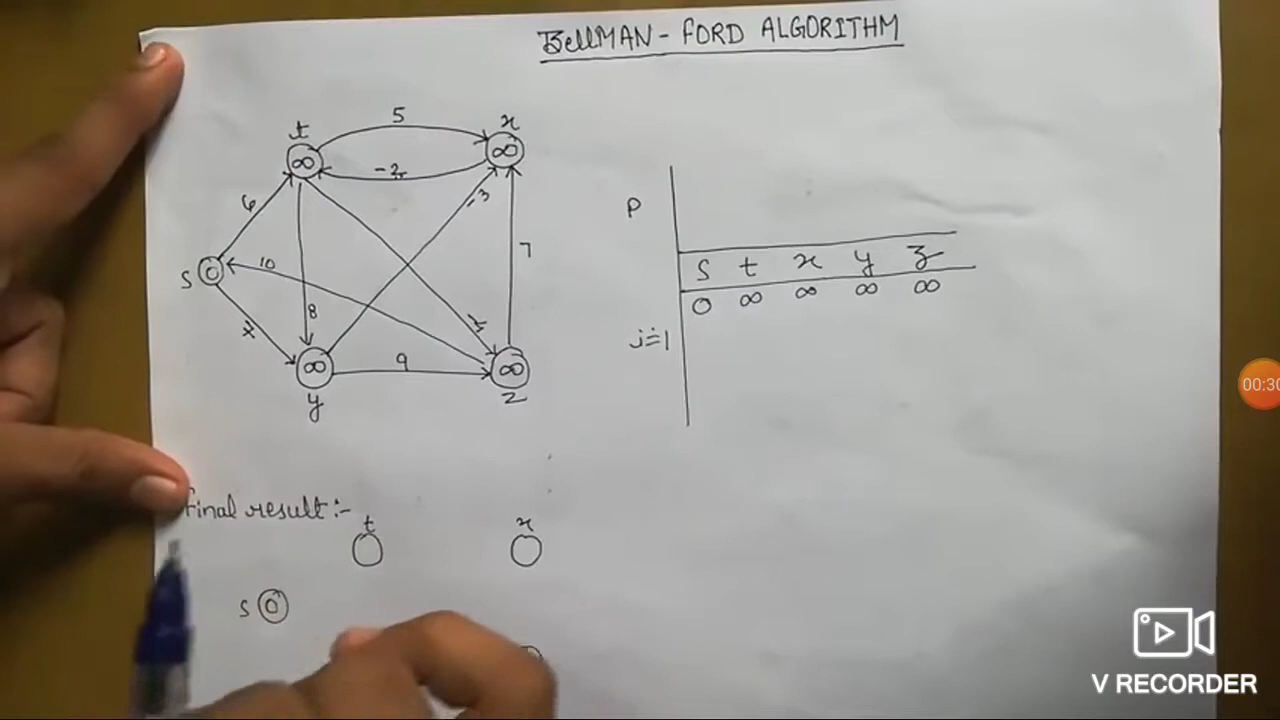 BellMAN - FORD ALGORITHM
5
t
x
∞
∞
-2
6
-3
P
7
s
0
10
s t x y z
0 ∞ ∞ ∞ ∞
7
8
i=1
∞
9
∞
y
z
00:30
Final result :-
t
x
s
0
V RECORDER